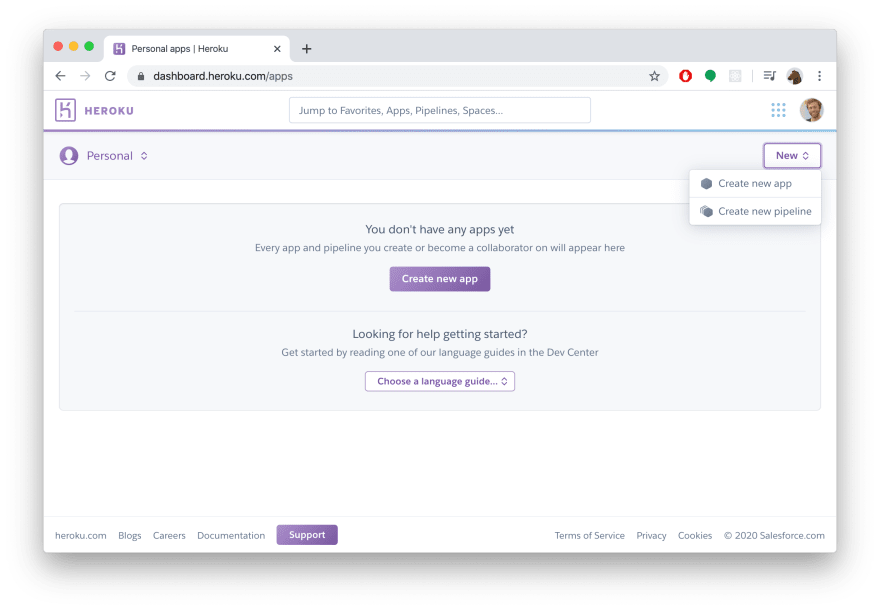 Personal apps | Heroku
dashboard.heroku.com/apps
HEROKU
Jump to Favorites, Apps, Pipelines, Spaces...
Personal
New
Create new app
Create new pipeline
You don't have any apps yet
Every app and pipeline you create or become a collaborator on will appear here
Create new app
Looking for help getting started?
Get started by reading one of our language guides in the Dev Center
Choose a language guide...
heroku.com Blogs Careers Documentation Support Terms of Service Privacy Cookies © 2020 Salesforce.com